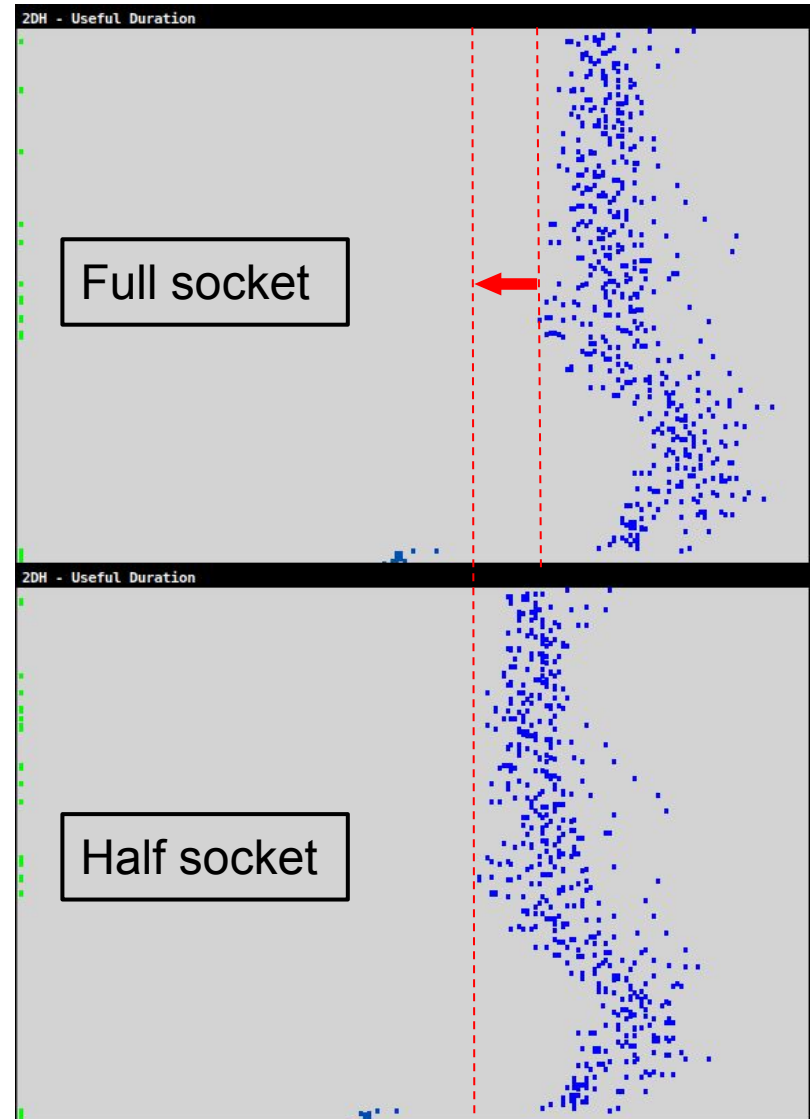 2DH - Useful Duration
Full socket
2DH - Useful Duration
Half socket